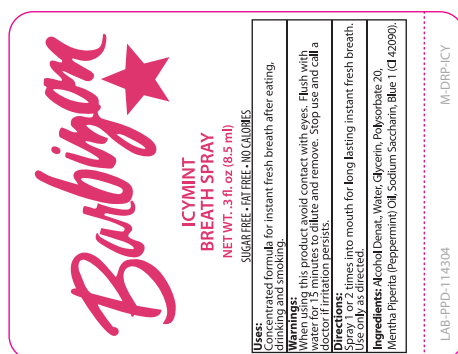 Barbizon
ICYMINT
BREATH SPRAY
NET WT. .3 fl. oz (8.5 ml)
SUGAR FREE • FAT FREE • NO CALORIES
Uses:
Concentrated formula for instant fresh breath after eating,
drinking and smoking.
Warnings:
When using this product avoid contact with eyes. Flush with
water for 15 minutes to dilute and remove. Stop use and call a
doctor if irritation persists.
Directions:
Spray 1 or 2 times into mouth for long lasting instant fresh breath.
Use only as directed.
Ingredients: Alcohol Denat., Water, Glycerin, Polysorbate 20,
Mentha Piperita (Peppermint) Oil, Sodium Saccharin, Blue 1 (CI 42090).
LAB-PPD-114304
M-DRP-ICY